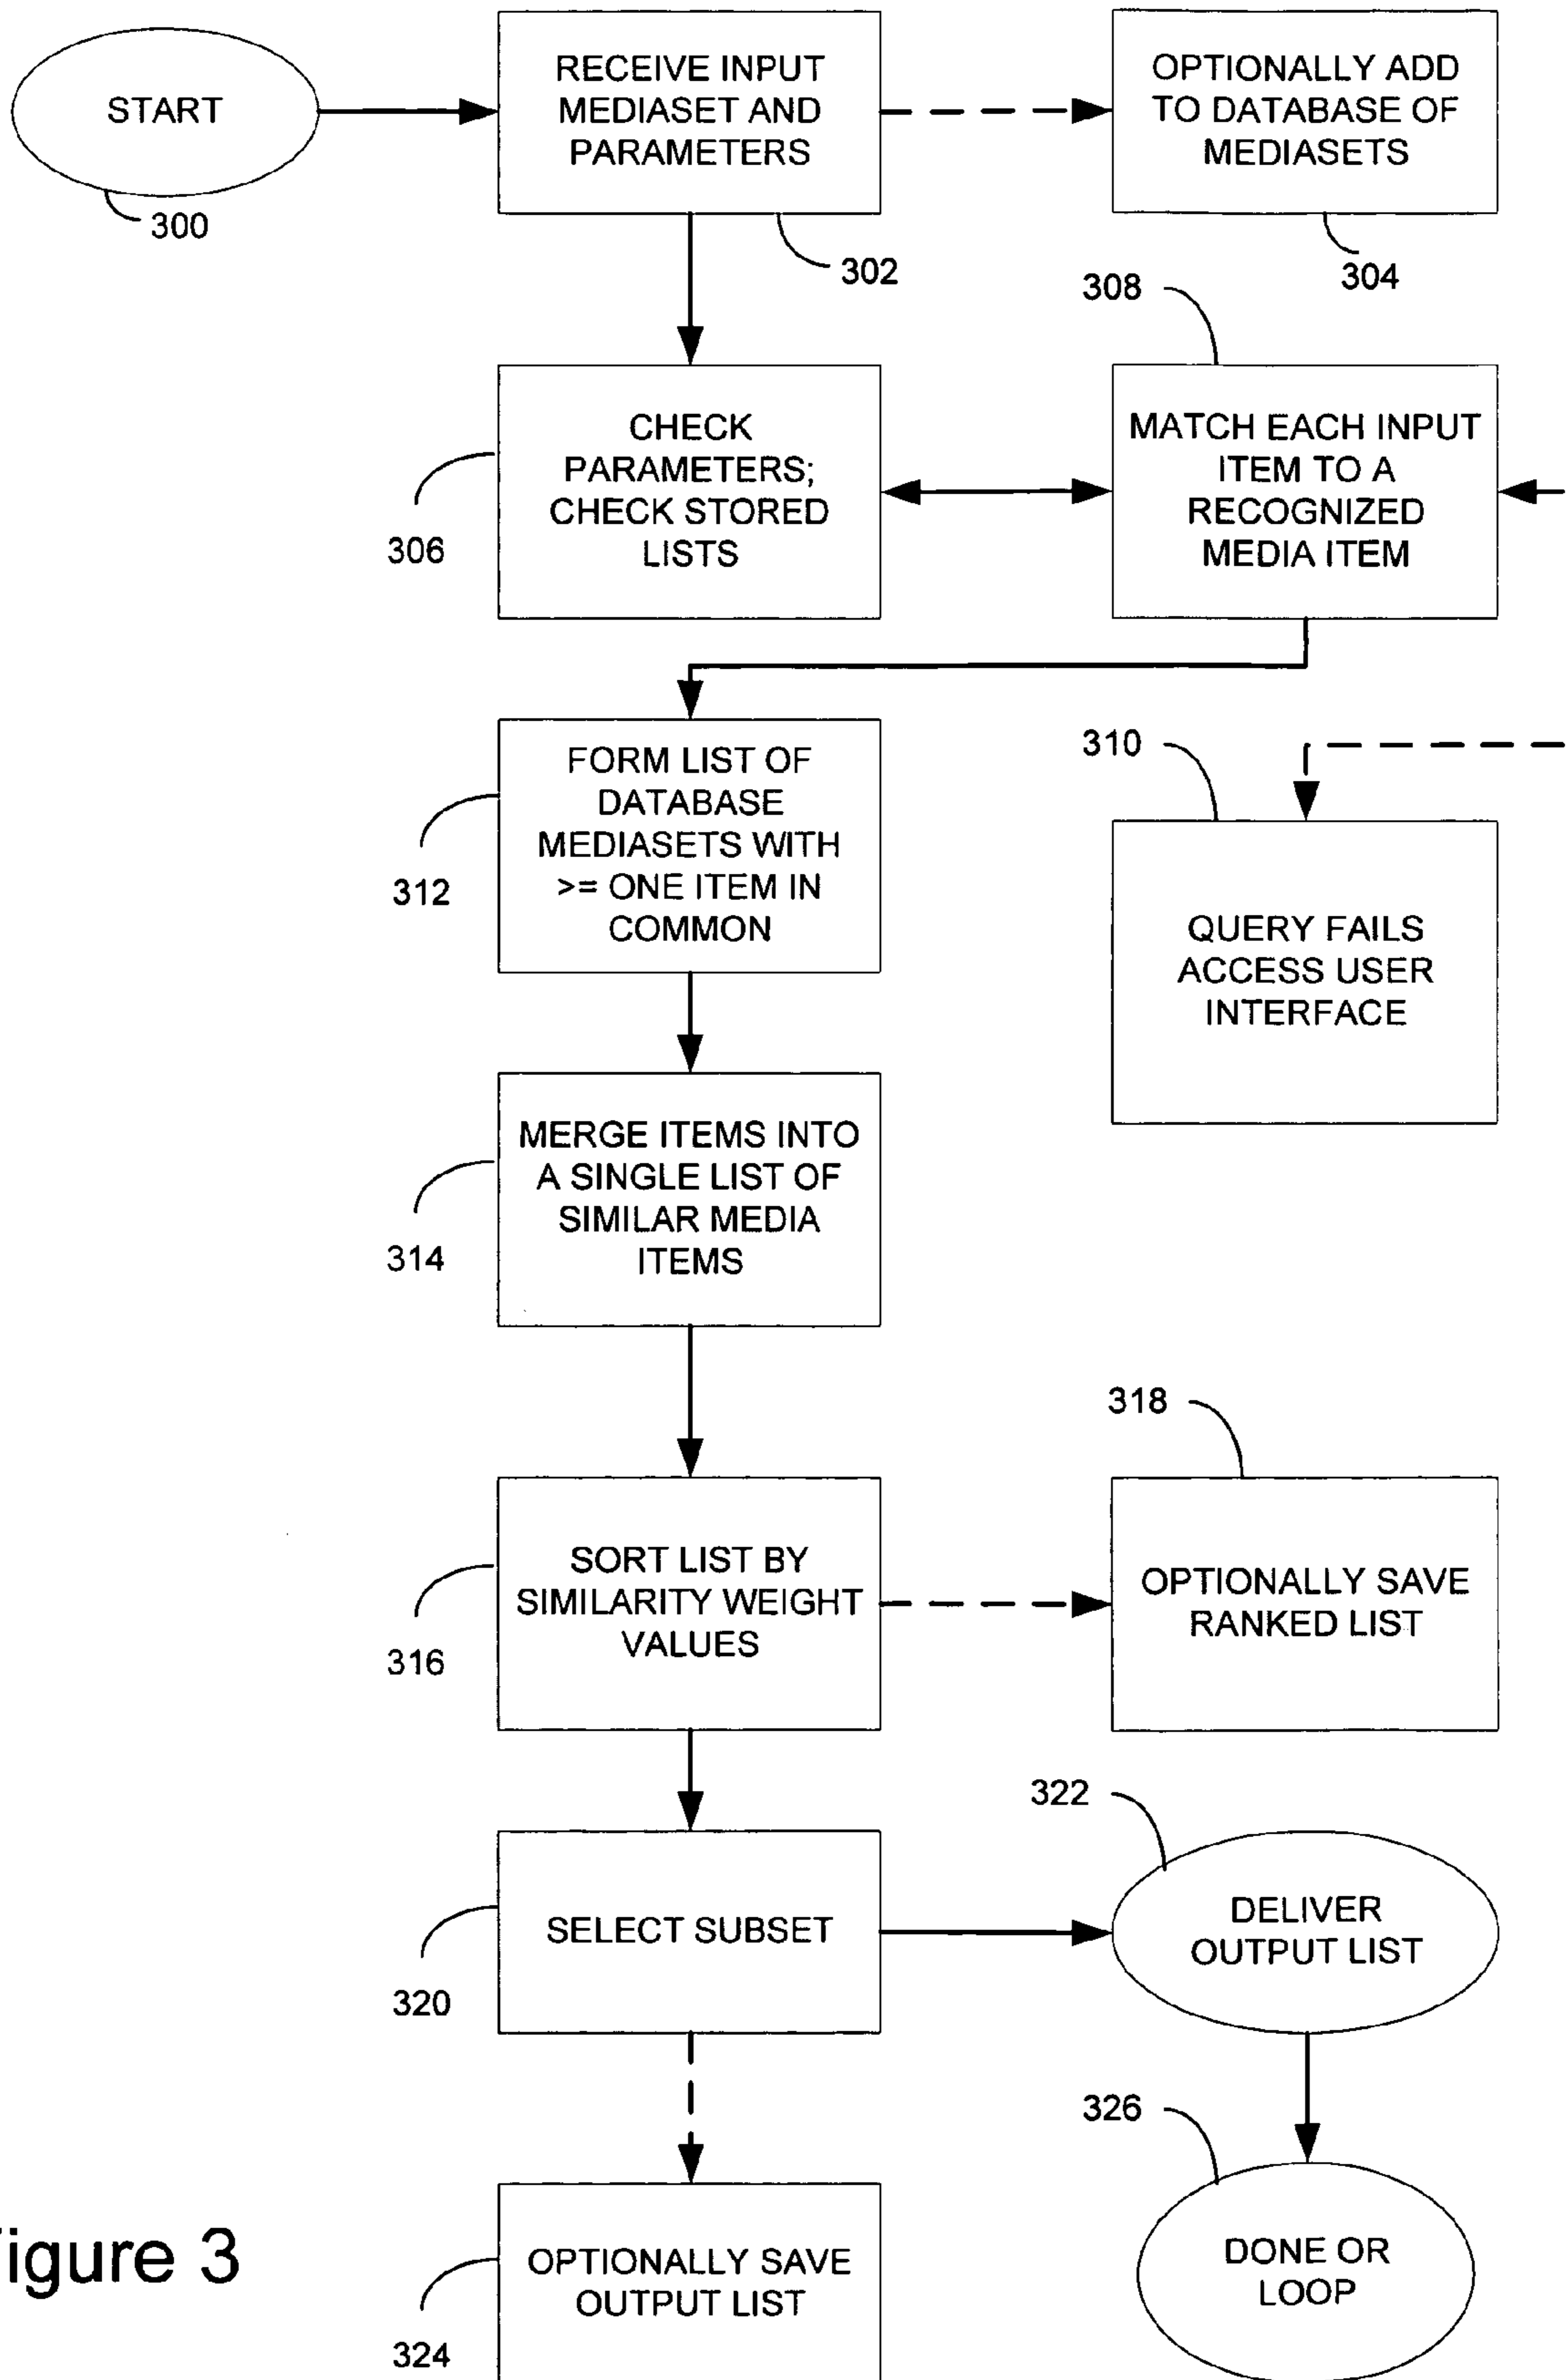 START
300
RECEIVE INPUT
MEDIASET AND
PARAMETERS
302
OPTIONALLY ADD
TO DATABASE OF
MEDIASETS
304
CHECK
PARAMETERS;
CHECK STORED
LISTS
306
308
MATCH EACH INPUT
ITEM TO A
RECOGNIZED
MEDIA ITEM
310
QUERY FAILS
ACCESS USER
INTERFACE
FORM LIST OF
DATABASE
MEDIASETS WITH
>= ONE ITEM IN
COMMON
312
MERGE ITEMS INTO
A SINGLE LIST OF
SIMILAR MEDIA
ITEMS
314
SORT LIST BY
SIMILARITY WEIGHT
VALUES
316
318
OPTIONALLY SAVE
RANKED LIST
SELECT SUBSET
320
322
DELIVER
OUTPUT LIST
OPTIONALLY SAVE
OUTPUT LIST
324
326
DONE OR
LOOP
igure 3